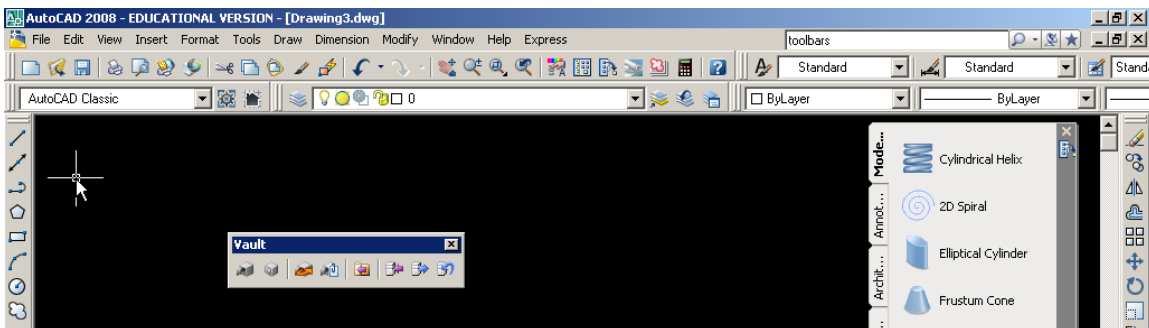 AutoCAD 2008 - EDUCATIONAL VERSION - [Drawing3.dwg]
File Edit View Insert Format Tools Draw Dimension Modify Window Help Express toolbars
Standard Standard Stand
AutoCAD Classic 0 ByLayer ByLayer
Mode...
Cylindrical Helix
Annot...
2D Spiral
Vault
Archit...
Elliptical Cylinder
Frustum Cone